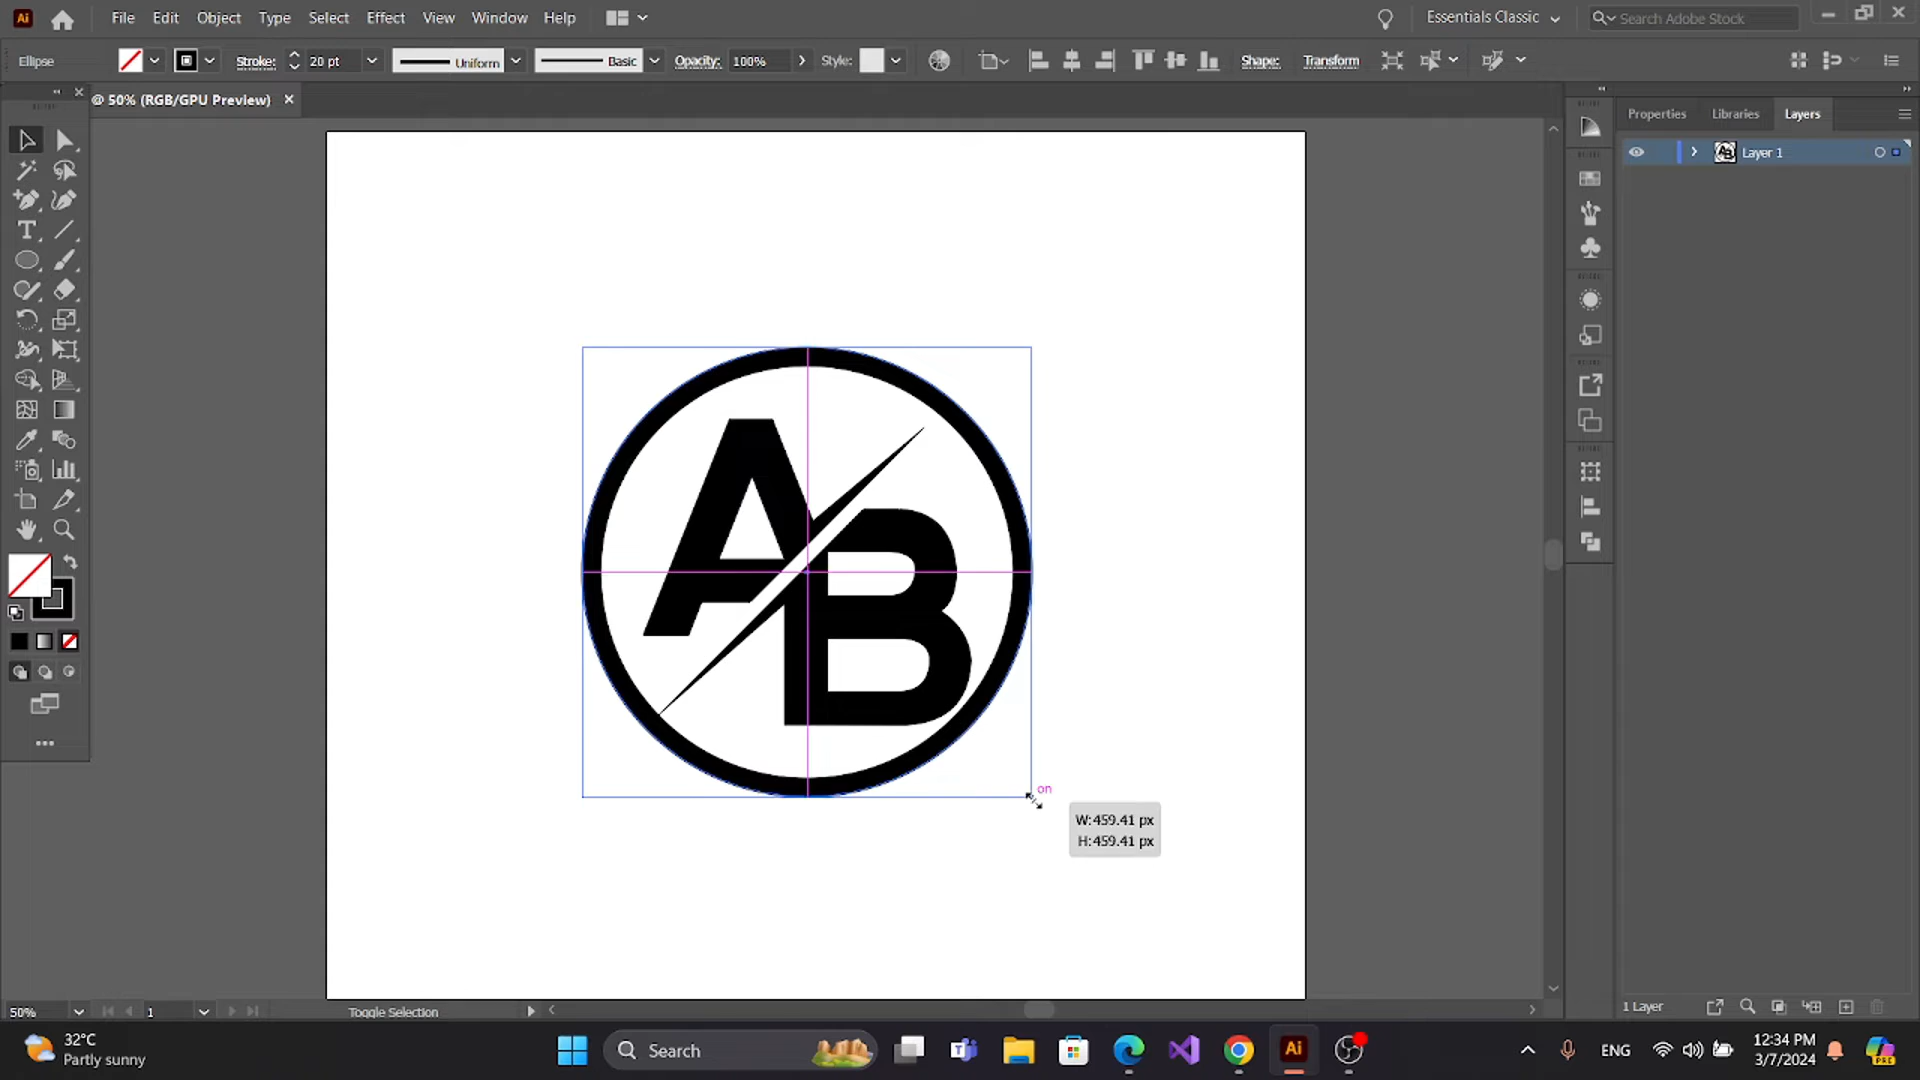 Ai File Edit Object Type Select Effect View Window Help Essentials Classic Search Adobe Stock
Ellipse Stroke: 20 pt Uniform Basic Opacity: 100% Style: Shape: Transform
@ 50% (RGB/GPU Preview)
Properties Libraries Layers
Layer 1
AB
on
W:459.41 px
H:459.41 px
50% 1 Toggle Selection
1 Layer
32°C
Partly sunny
Search
Ai
ENG
12:34 PM
3/7/2024
PRE